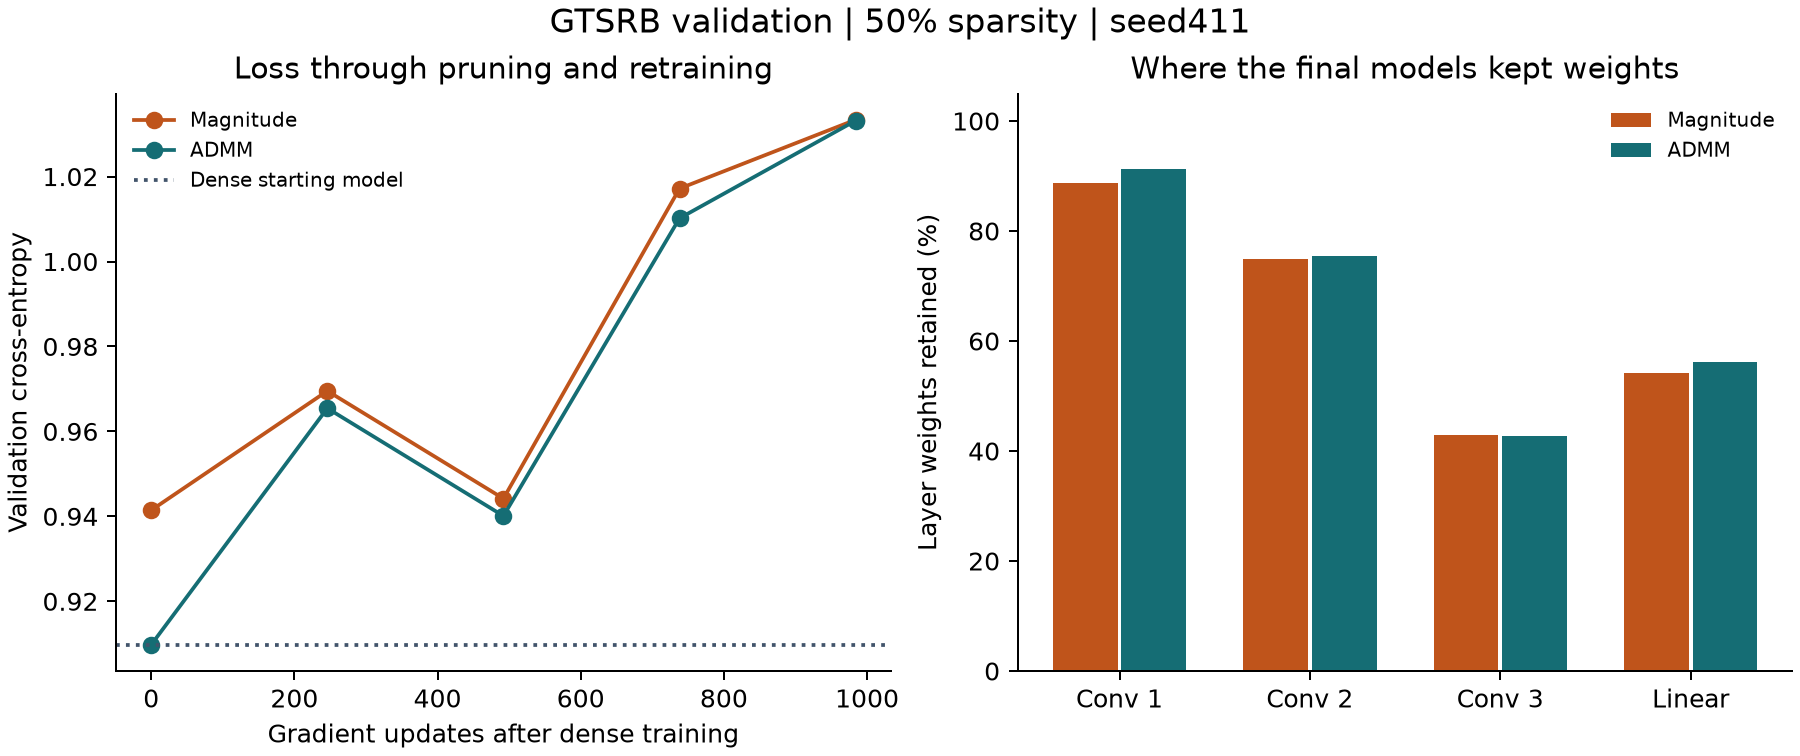 GTSRB validation | 50% sparsity | seed411
Loss through pruning and retraining
Magnitude
ADMM
Dense starting model
1.02
1.00
0.98
0.96
0.94
0.92
Validation cross-entropy
0 200 400 600 800 1000
Gradient updates after dense training
Where the final models kept weights
Magnitude
ADMM
100
80
60
40
20
0
Layer weights retained (%)
Conv 1 Conv 2 Conv 3 Linear